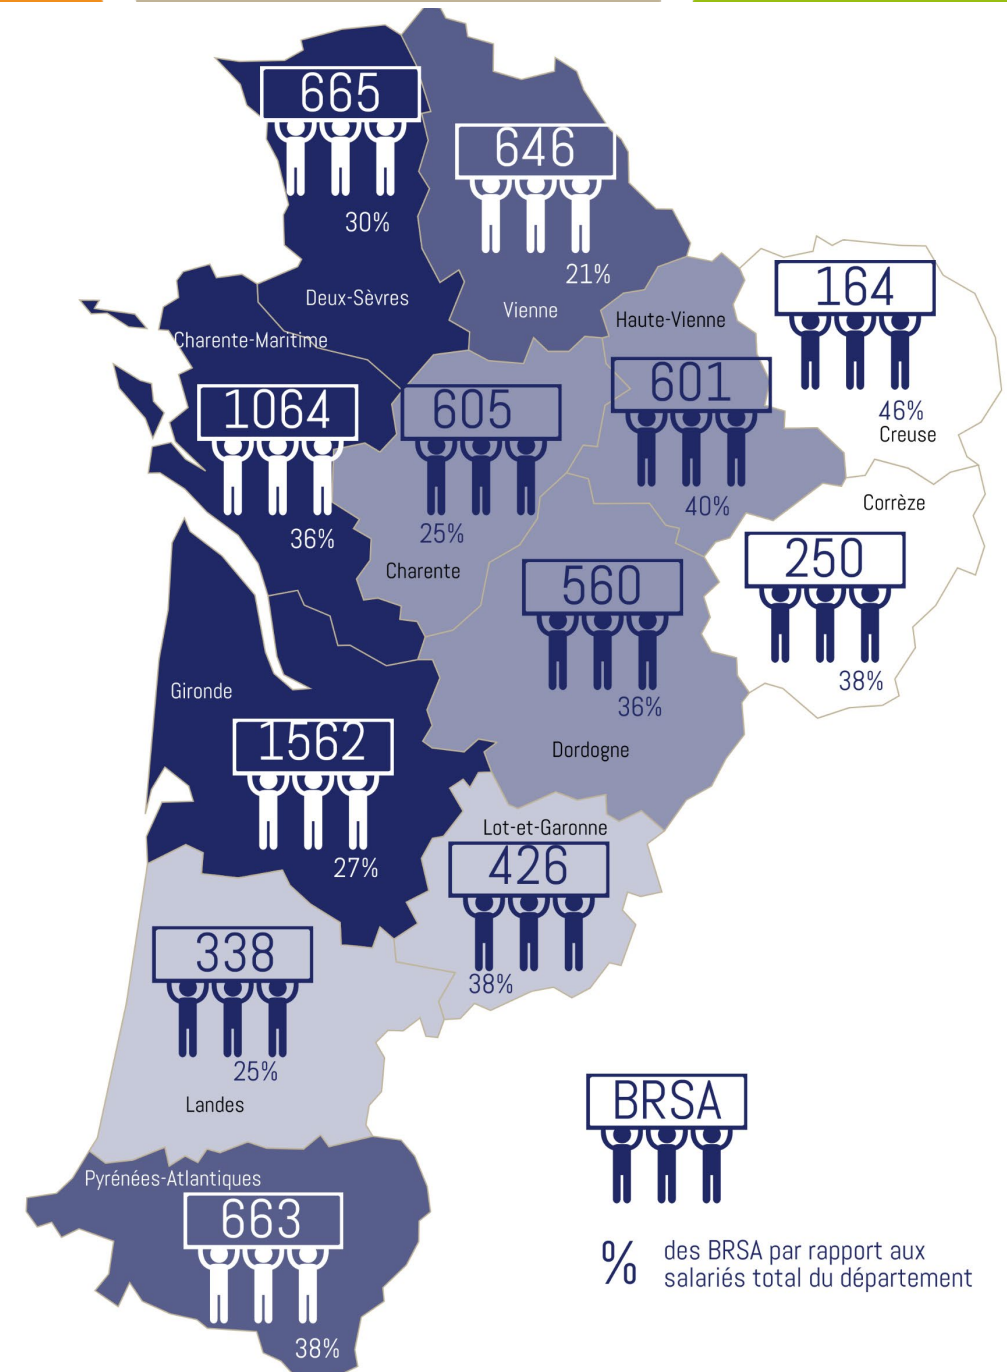 665
30%
Deux-Sèvres
646
21%
Vienne
Haute-Vienne
601
40%
164
46%
Creuse
Charente-Maritime
1064
36%
605
25%
Charente
Corrèze
250
38%
560
36%
Dordogne
Gironde
1562
27%
Lot-et-Garonne
426
38%
338
25%
Landes
Pyrénées-Atlantiques
663
38%
BRSA
% des BRSA par rapport aux
salariés total du département